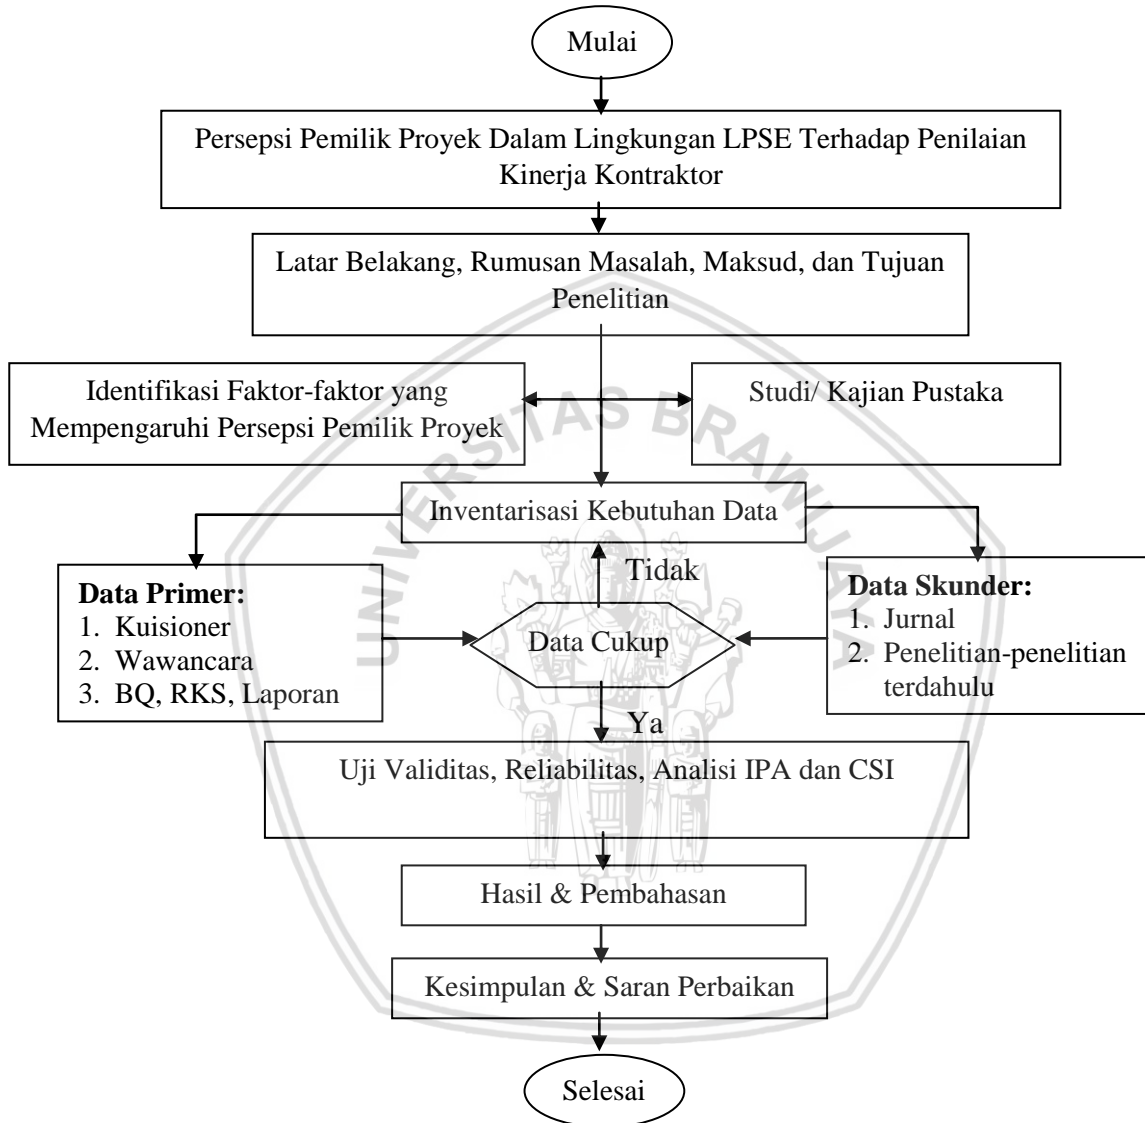 Mulai
Persepsi Pemilik Proyek Dalam Lingkungan LPSE Terhadap Penilaian
Kinerja Kontraktor
Latar Belakang, Rumusan Masalah, Maksud, dan Tujuan
Penelitian
Identifikasi Faktor-faktor yang
Mempengaruhi Persepsi Pemilik Proyek
Studi/ Kajian Pustaka
UNIVERSITAS BRAWIJAYA
Inventarisasi Kebutuhan Data
Tidak
Data Primer:
1. Kuisioner
2. Wawancara
3. BQ, RKS, Laporan
Data Cukup
Data Skunder:
1. Jurnal
2. Penelitian-penelitian
terdahulu
Ya
Uji Validitas, Reliabilitas, Analisi IPA dan CSI
Hasil & Pembahasan
Kesimpulan & Saran Perbaikan
Selesai